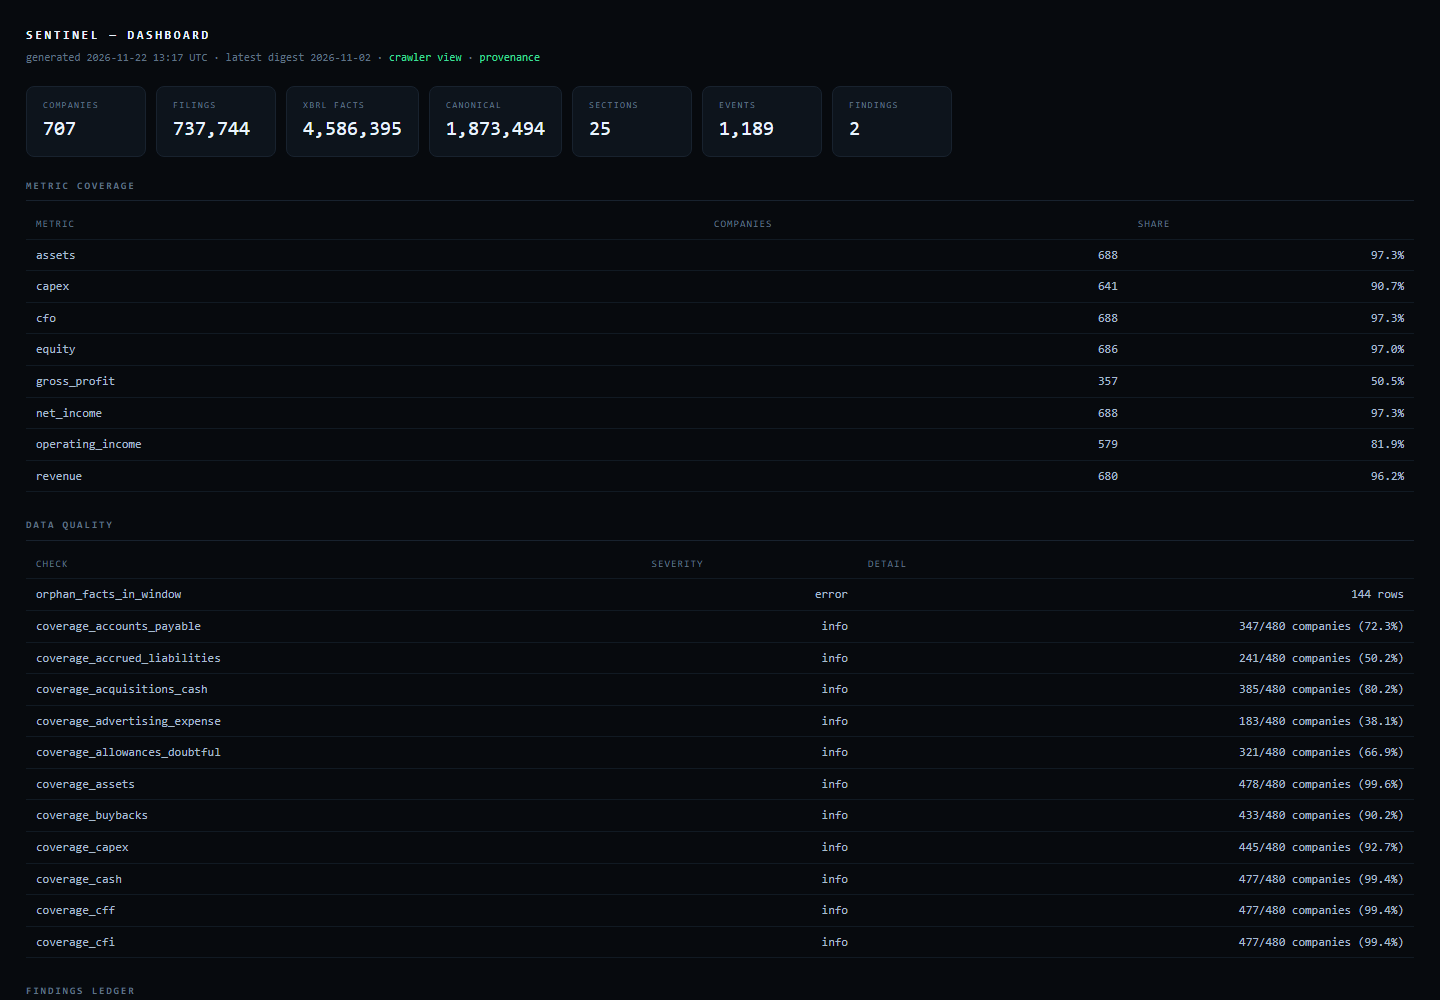 SENTINEL — DASHBOARD
generated 2026-11-22 13:17 UTC · latest digest 2026-11-02 · crawler view · provenance
COMPANIES FILINGS XBRL FACTS CANONICAL SECTIONS EVENTS FINDINGS
707 737,744 4,586,395 1,873,494 25 1,189 2
METRIC COVERAGE
METRIC COMPANIES SHARE
assets 688 97.3%
capex 641 90.7%
cfo 688 97.3%
equity 686 97.0%
gross_profit 357 50.5%
net_income 688 97.3%
operating_income 579 81.9%
revenue 680 96.2%
DATA QUALITY
CHECK SEVERITY DETAIL
orphan_facts_in_window error 144 rows
coverage_accounts_payable info 347/480 companies (72.3%)
coverage_accrued_liabilities info 241/480 companies (50.2%)
coverage_acquisitions_cash info 385/480 companies (80.2%)
coverage_advertising_expense info 183/480 companies (38.1%)
coverage_allowances_doubtful info 321/480 companies (66.9%)
coverage_assets info 478/480 companies (99.6%)
coverage_buybacks info 433/480 companies (90.2%)
coverage_capex info 445/480 companies (92.7%)
coverage_cash info 477/480 companies (99.4%)
coverage_cff info 477/480 companies (99.4%)
coverage_cfi info 477/480 companies (99.4%)
FINDINGS LEDGER